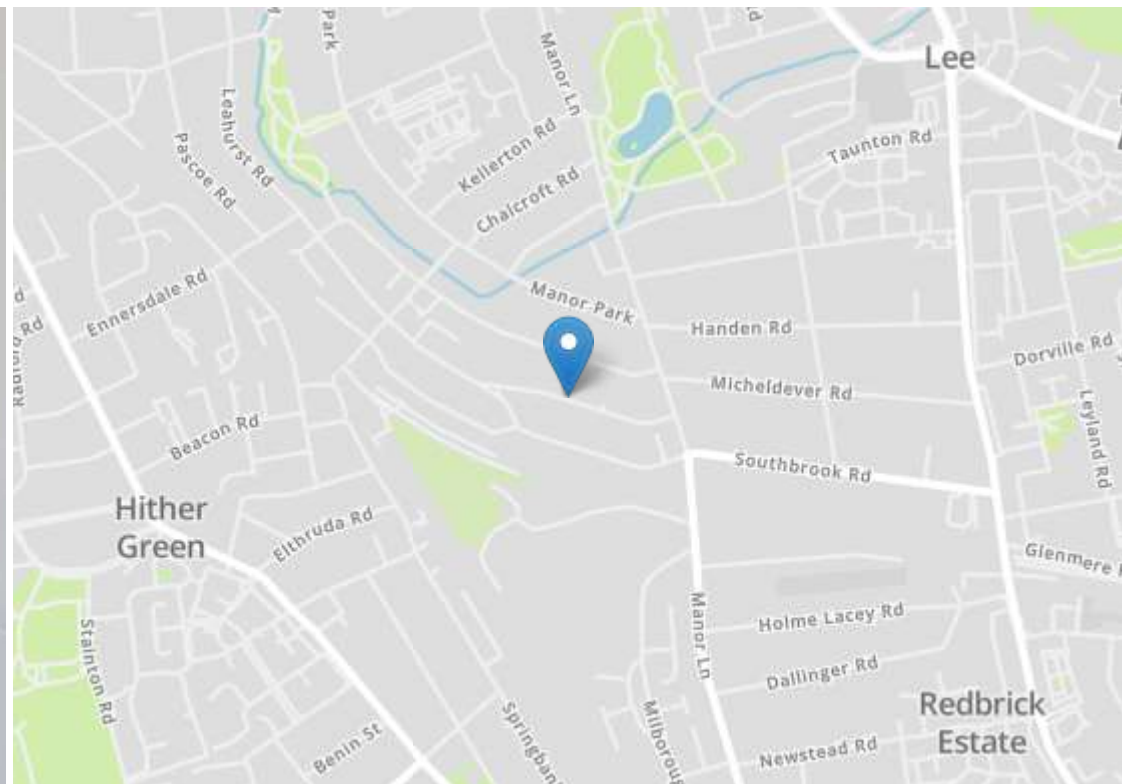 Park
Manor Ln
Rd
Lee
Leahurst Rd
Pascoe Rd
Kellerton Rd
Taunton Rd
Chalcroft Rd
Ennersdale Rd
Manor Park
Handen Rd
Dorville Rd
Micheldever Rd
Leyland Rd
Beacon Rd
Southbrook Rd
Hither
Green
Elthruda Rd
Glenmere
Holme Lacey Rd
Manor Ln
Stainton Rd
Dallinger Rd
Redbrick
Estate
Springban
Milborou
Benin St
Newstead Rd